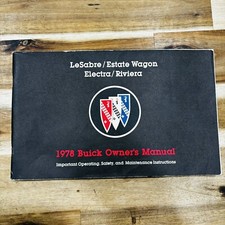 LeSabre/Estate Wagon
Electra/Riviera
1978 Buick Owner's Manual
Important Operating, Safety, and Maintenance Instructions